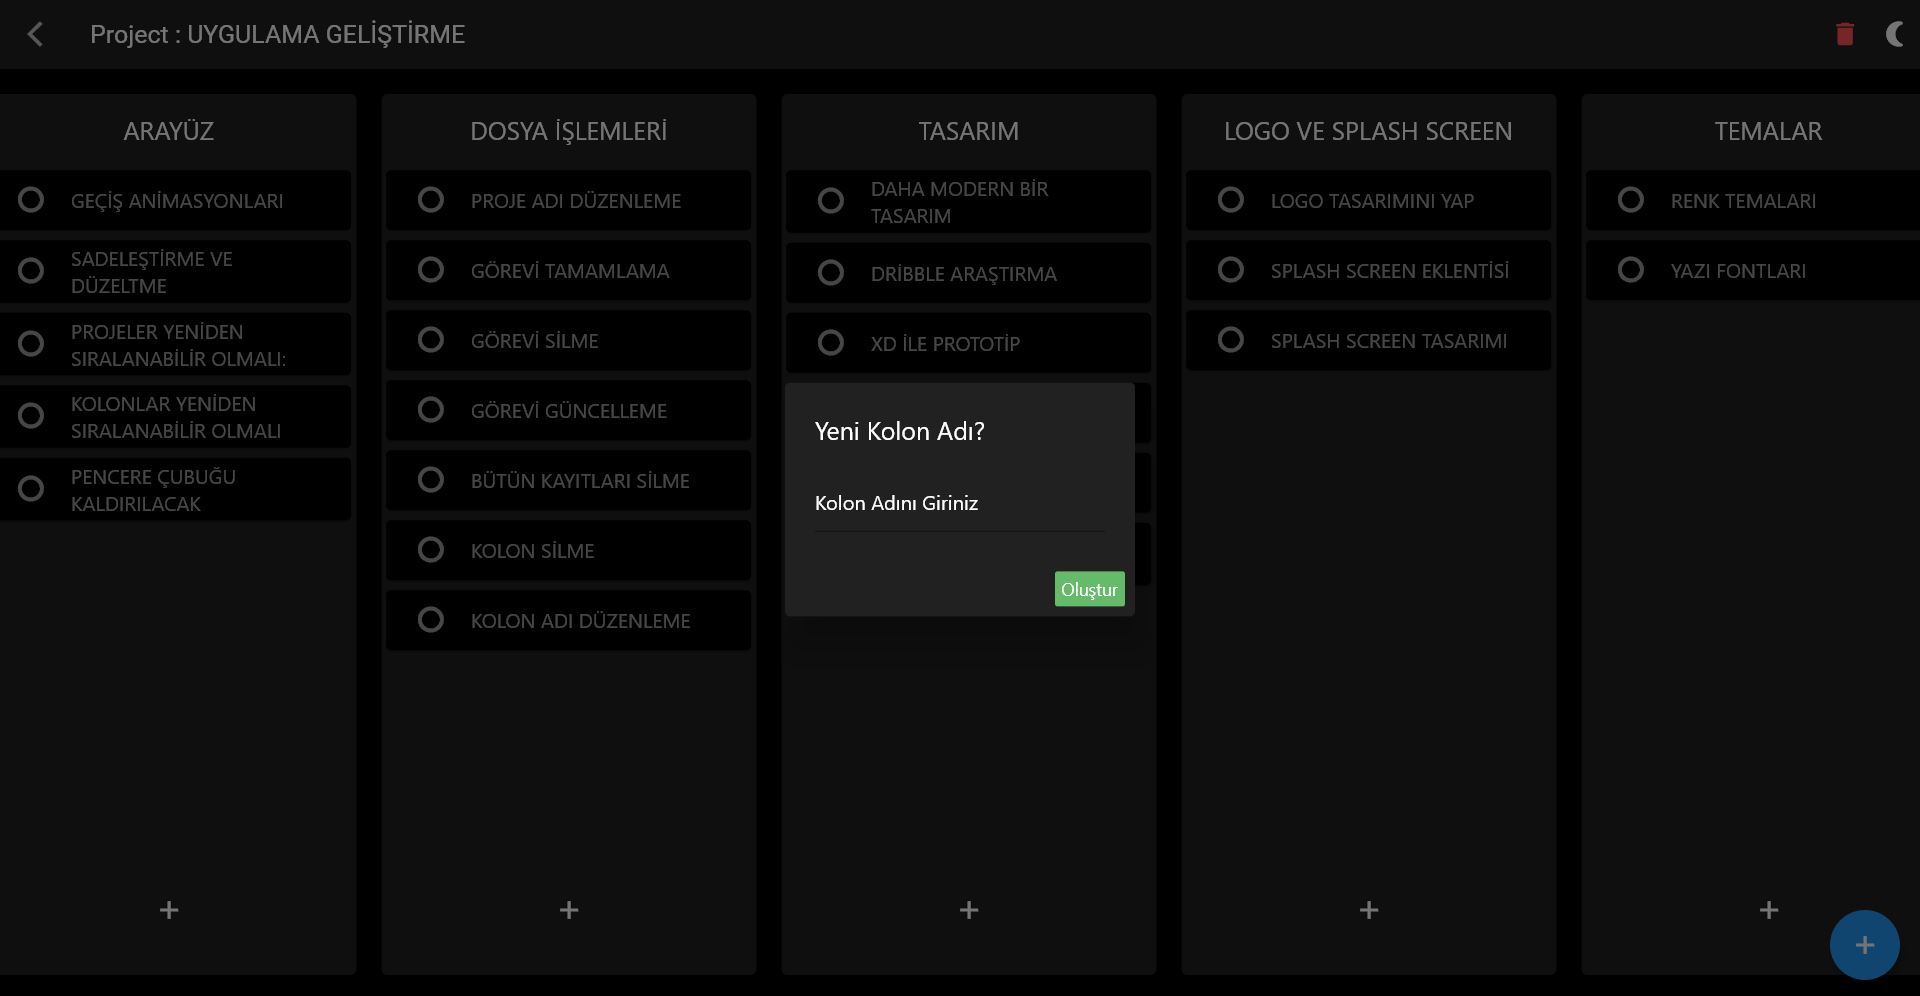 Project : UYGULAMA GELİŞTİRME
ARAYÜZ
GEÇİŞ ANİMASYONLARI
SADELEŞTİRME VE
DÜZELTME
PROJELER YENİDEN
SIRALANABİLİR OLMALI:
KOLONLAR YENİDEN
SIRALANABİLİR OLMALI
PENCERE ÇUBUĞU
KALDIRILACAK
DOSYA İŞLEMLERİ
PROJE ADI DÜZENLEME
GÖREVİ TAMAMLAMA
GÖREVİ SİLME
GÖREVİ GÜNCELLEME
BÜTÜN KAYITLARI SİLME
KOLON SİLME
KOLON ADI DÜZENLEME
TASARIM
DAHA MODERN BİR
TASARIM
DRİBBLE ARAŞTIRMA
XD İLE PROTOTİP
Yeni Kolon Adı?
Kolon Adını Giriniz
Oluştur
LOGO VE SPLASH SCREEN
LOGO TASARIMINI YAP
SPLASH SCREEN EKLENTİSİ
SPLASH SCREEN TASARIMI
TEMALAR
RENK TEMALARI
YAZI FONTLARI